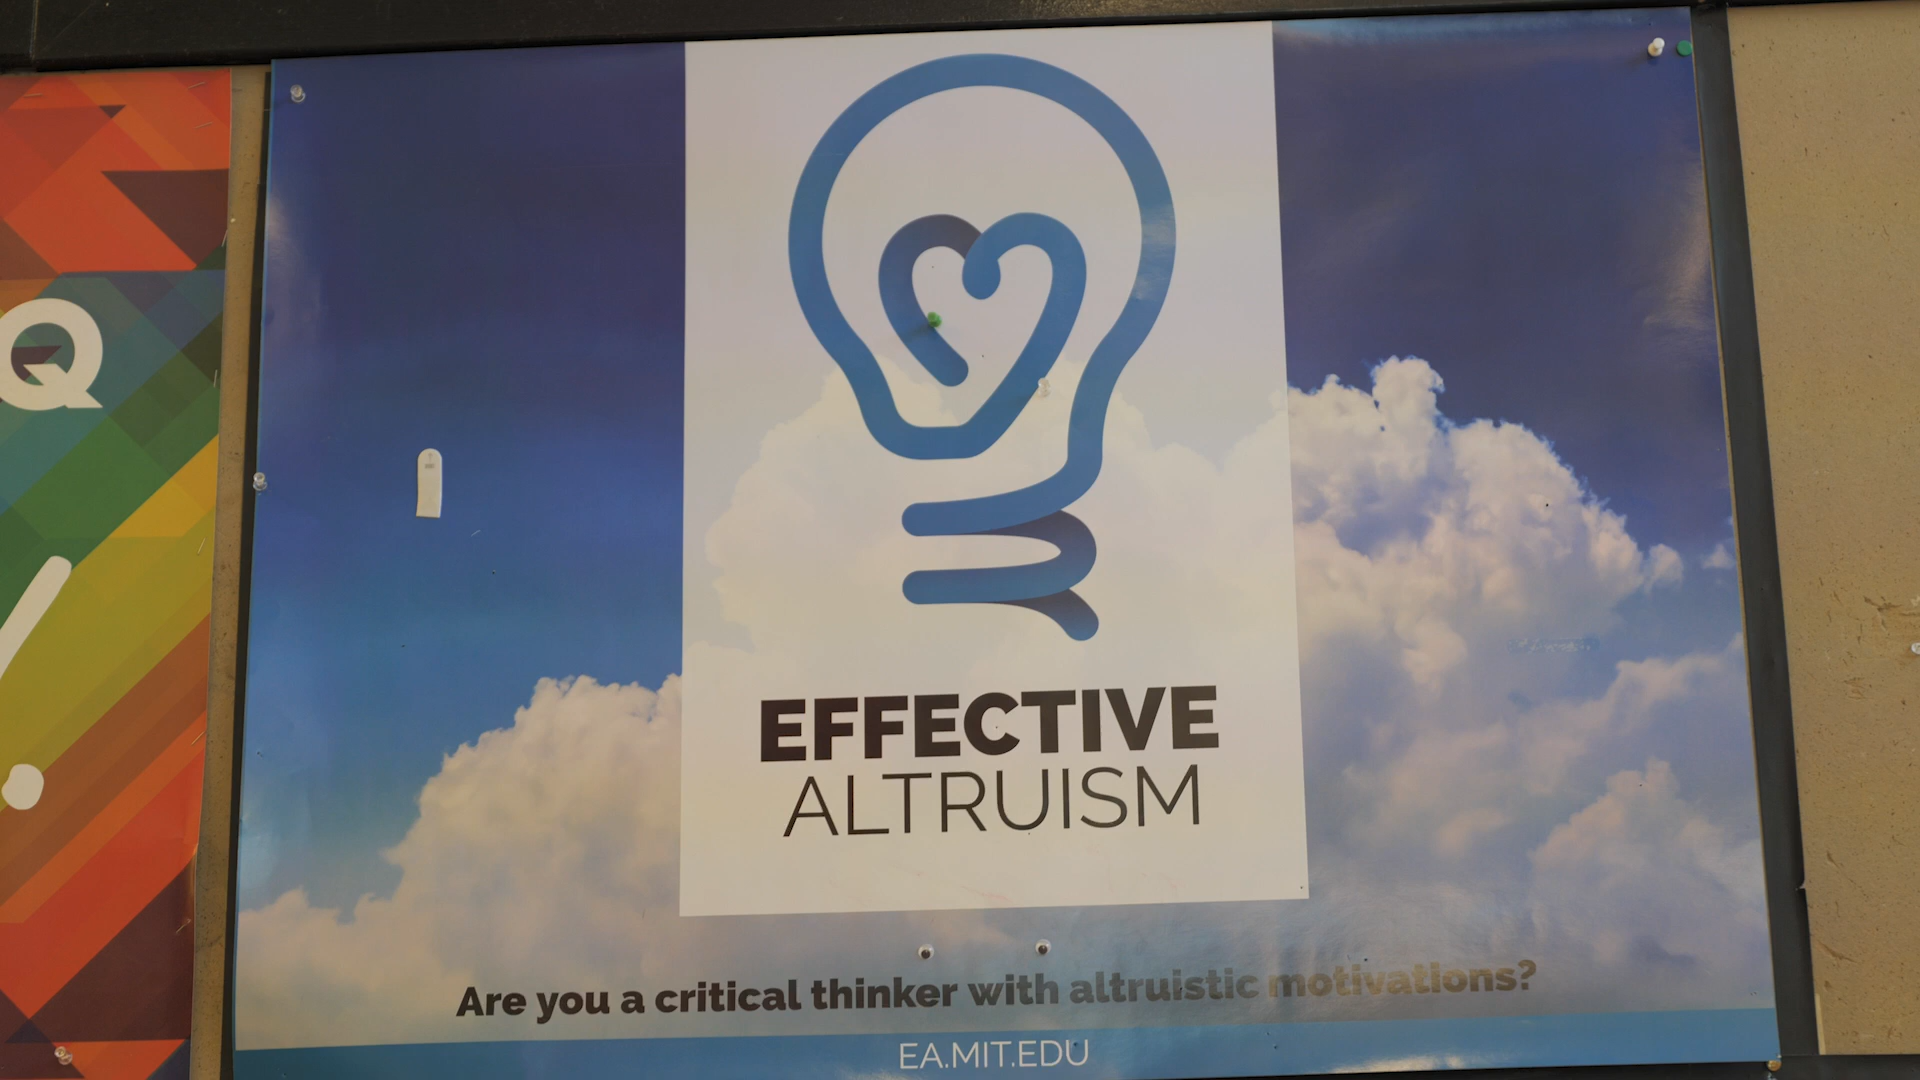 Q
!
EFFECTIVE
ALTRUISM
Are you a critical thinker with altruistic motivations?
EA.MIT.EDU